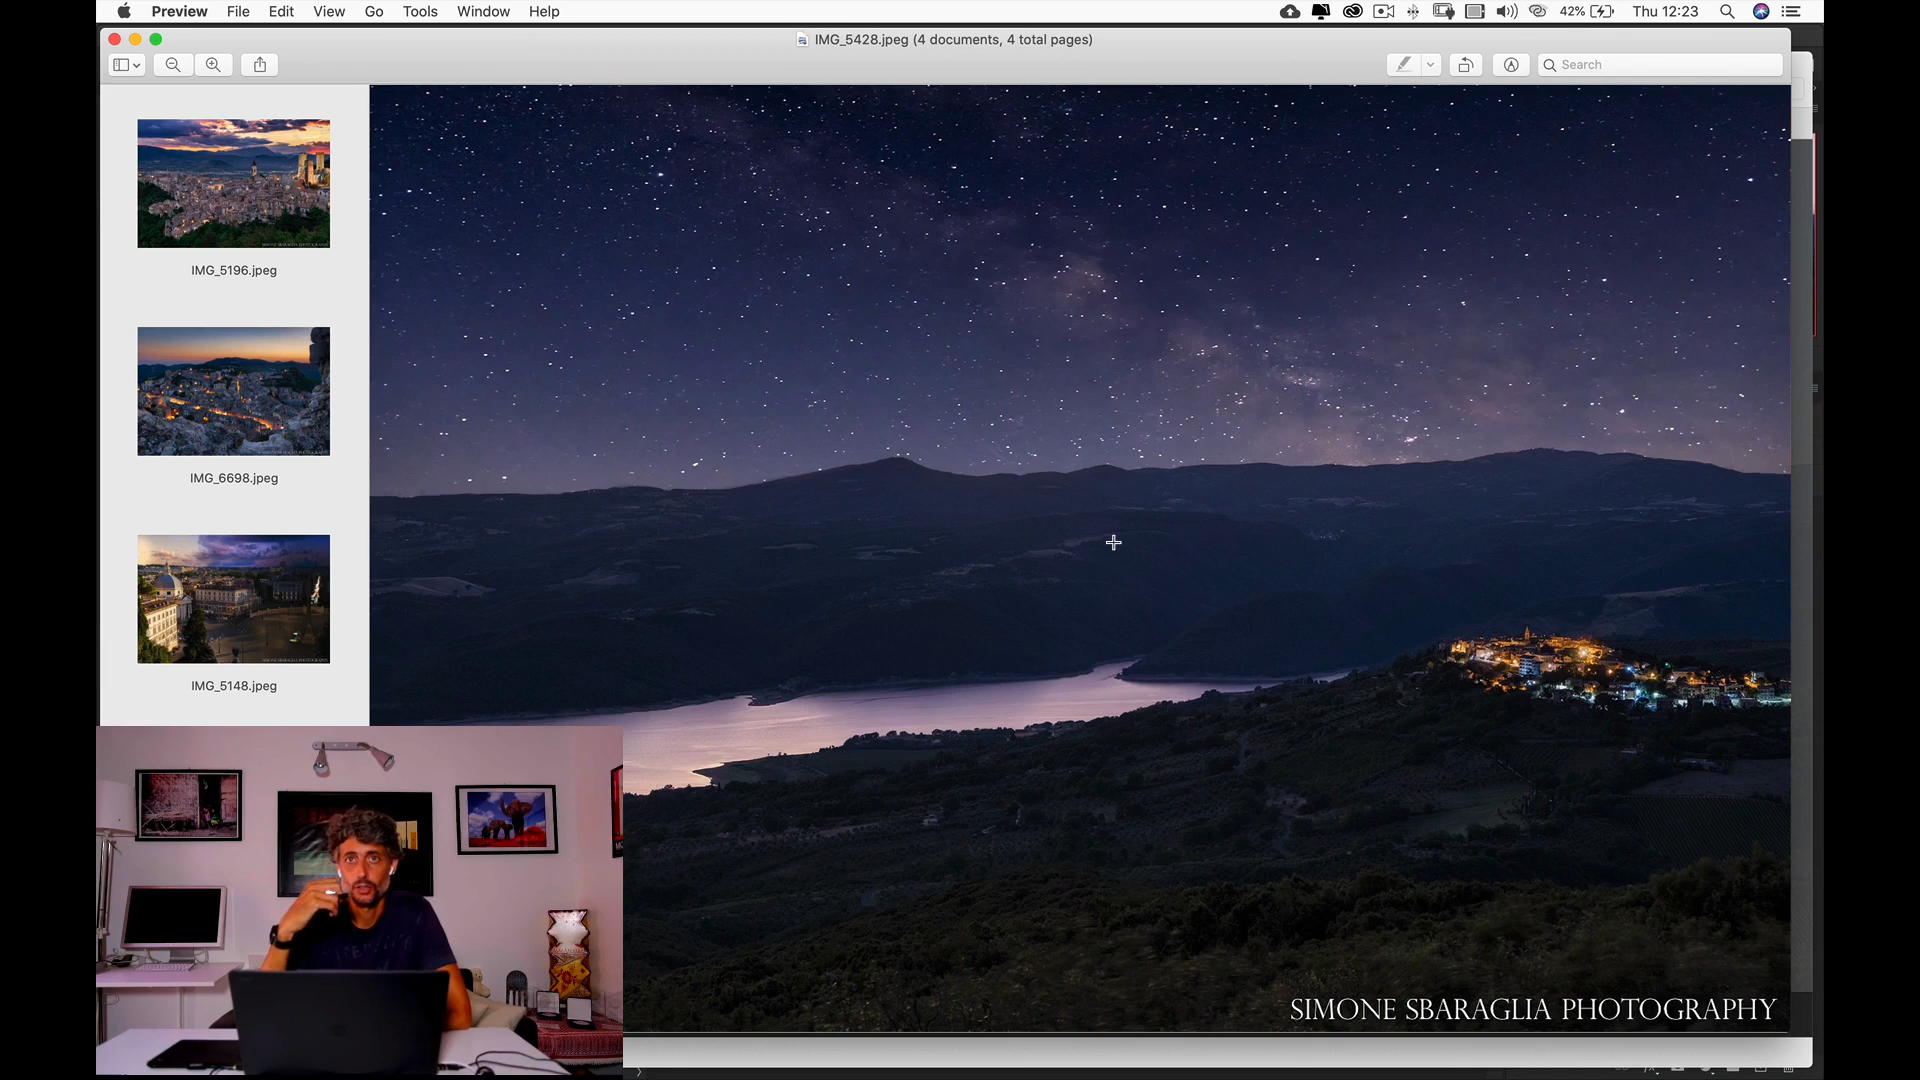 Preview File Edit View Go Tools Window Help 42% Thu 12:23
IMG_5428.jpeg (4 documents, 4 total pages)
Search
IMG_5196.jpeg
IMG_6698.jpeg
IMG_5148.jpeg
SIMONE SBARAGLIA PHOTOGRAPHY